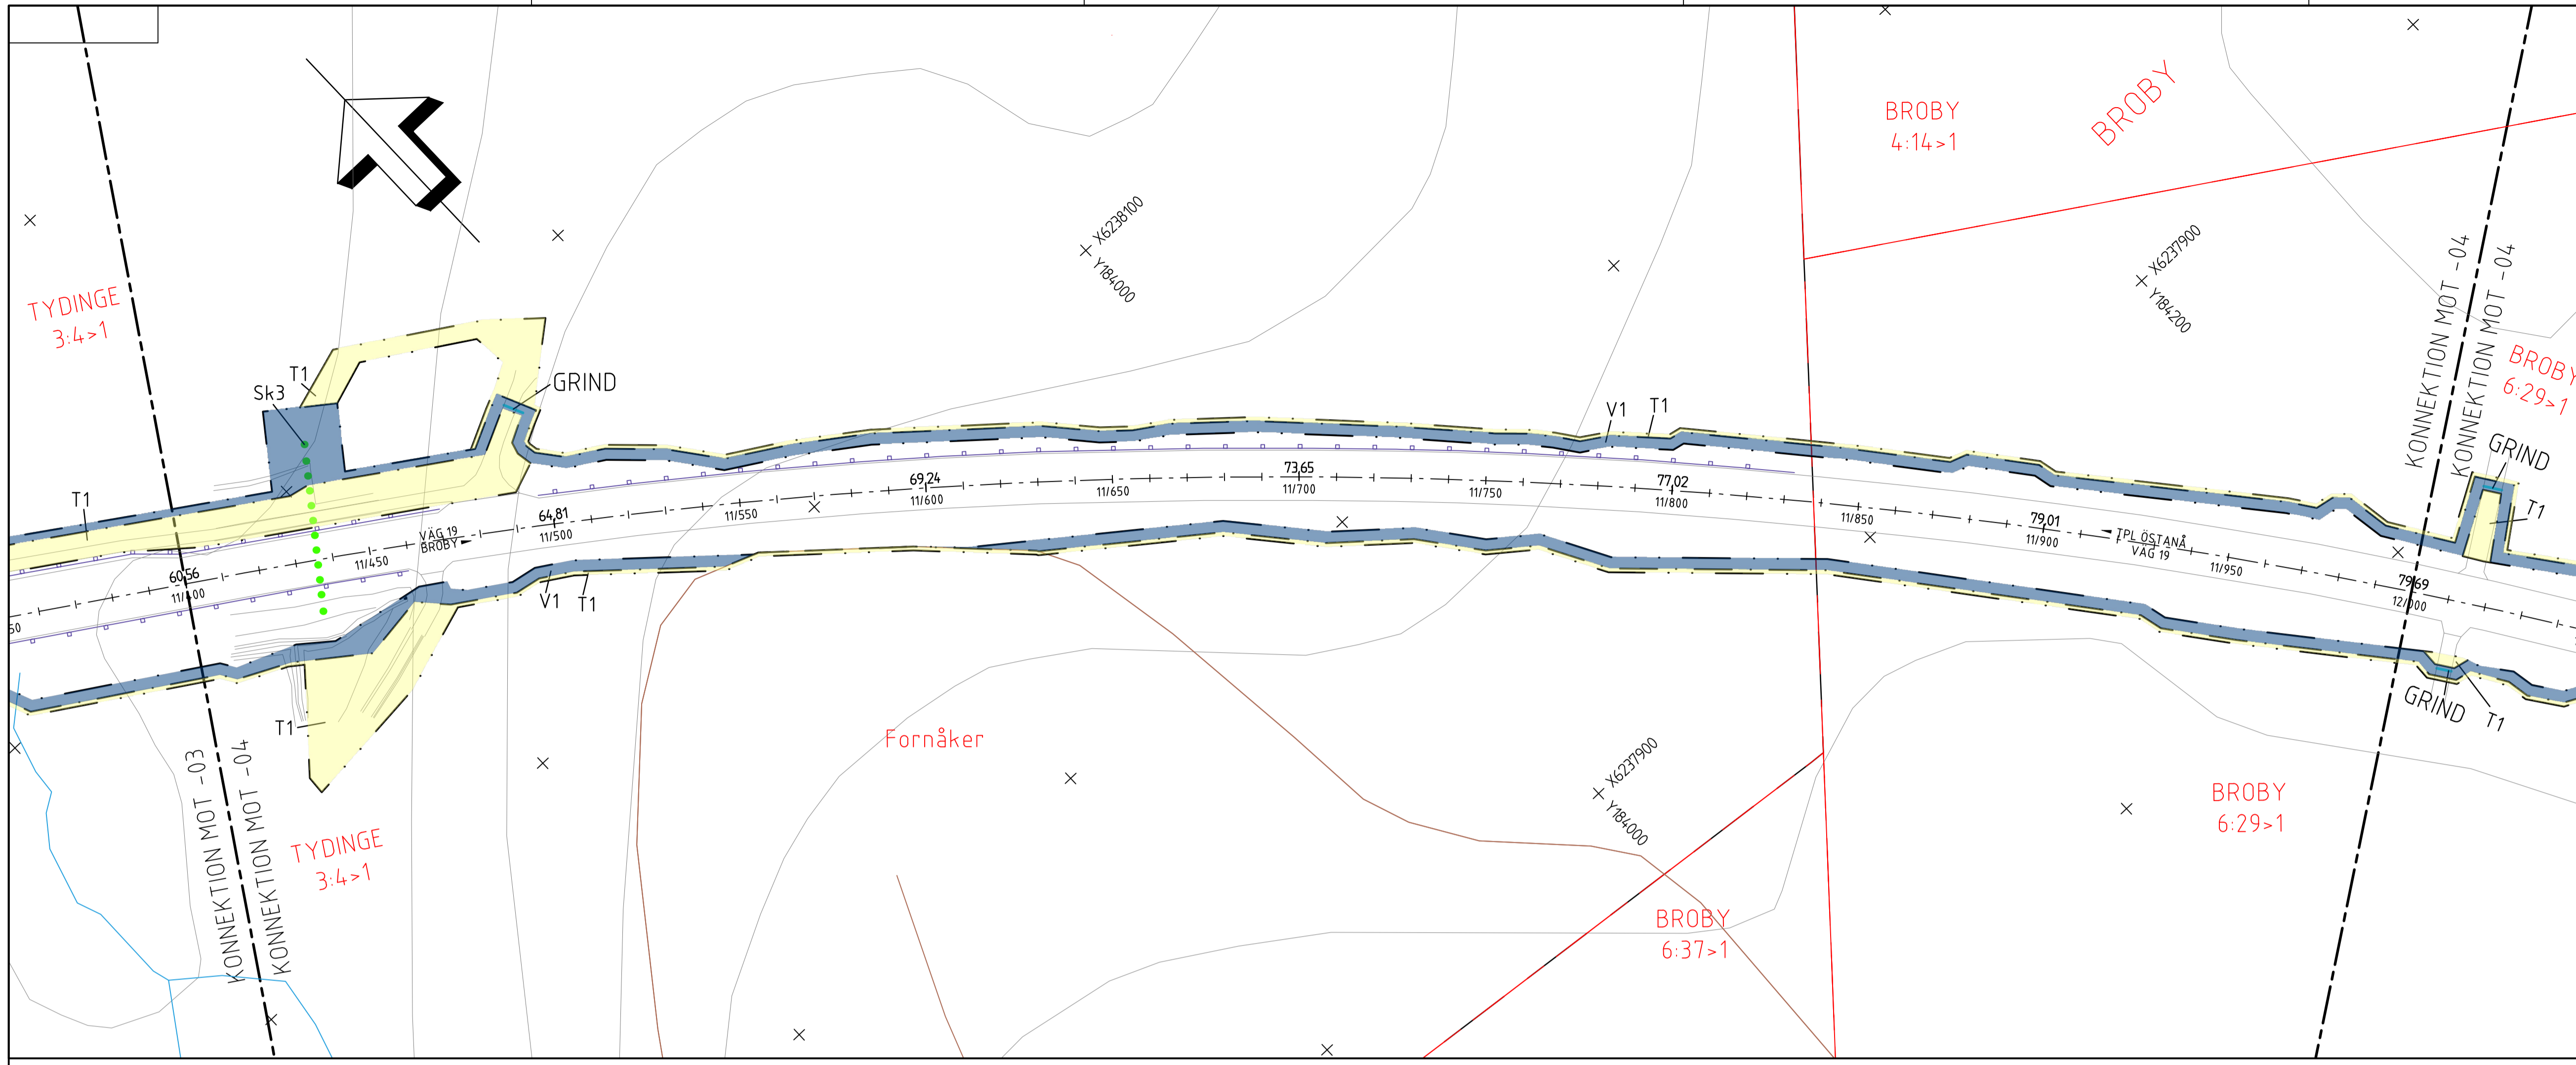 BROBY
4:14>1
BROBY
X6238100
Y184000
X6237900
Y184200
TYDINGE
3:4>1
KONNEKTION MOT -04
KONNEKTION MOT -04
BROBY
6:29>1
T1
Sk3
GRIND
V1
T1
GRIND
T1
T1
69,24
11/600
11/650
73,65
11/700
11/750
77,02
11/800
11/850
79,01
11/900
TPL ÖSTANÅ
VÄG 19
11/950
79,69
12/000
64,81
11/500
11/550
VÄG 19
BROBY
11/450
60,56
11/400
50
V1
T1
GRIND
T1
T1
Fornåker
X6237900
Y184000
KONNEKTION MOT -03
KONNEKTION MOT -04
TYDINGE
3:4>1
BROBY
6:29>1
BROBY
6:37>1